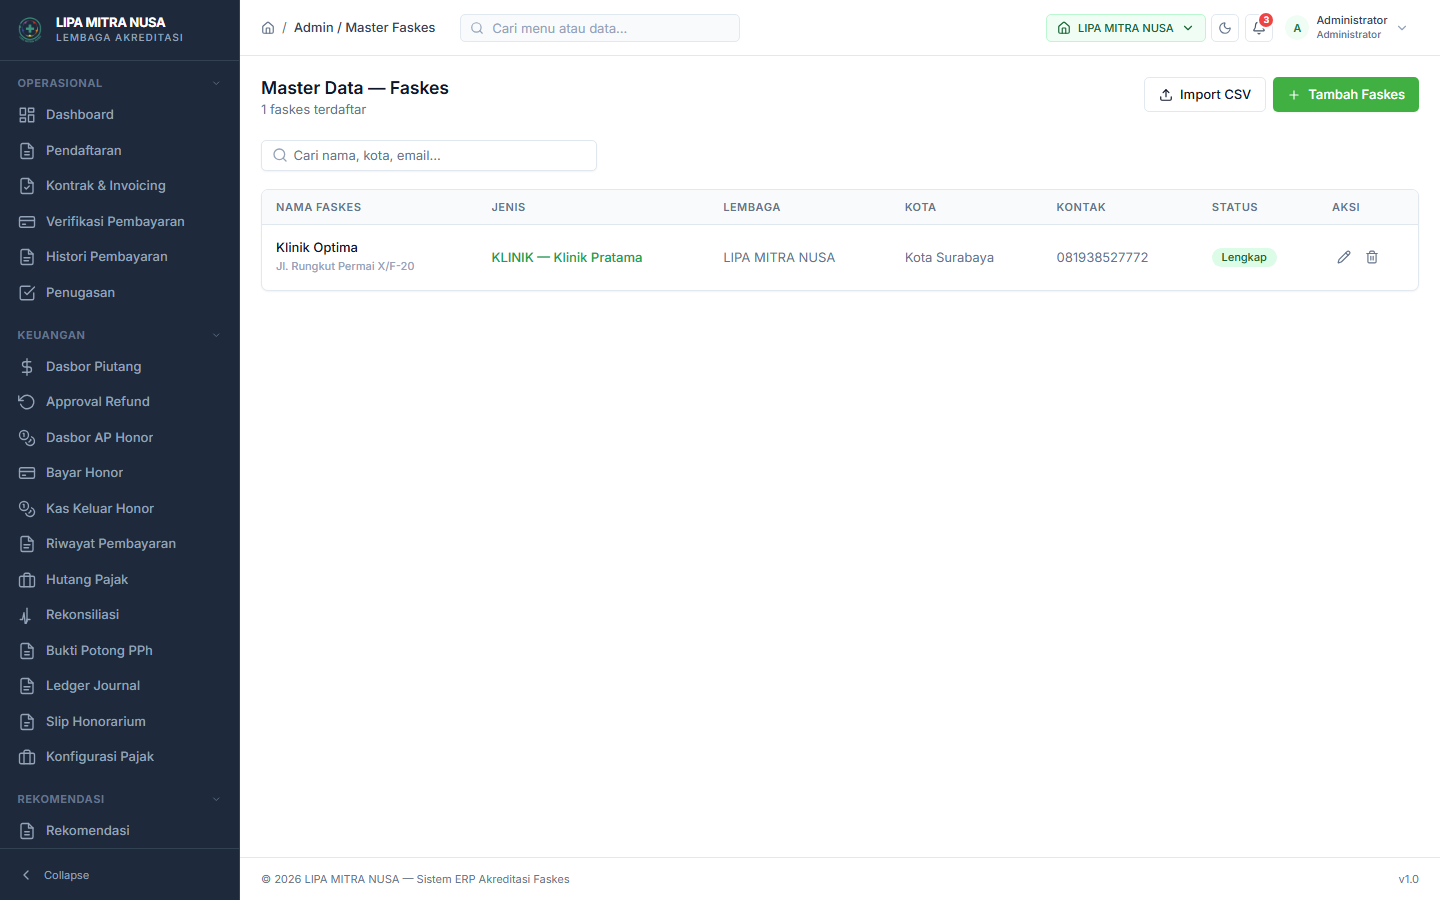 LIPA MITRA NUSA
LEMBAGA AKREDITASI
OPERASIONAL
Dashboard
Pendaftaran
Kontrak & Invoicing
Verifikasi Pembayaran
Histori Pembayaran
Penugasan
KEUANGAN
Dasbor Piutang
Approval Refund
Dasbor AP Honor
Bayar Honor
Kas Keluar Honor
Riwayat Pembayaran
Hutang Pajak
Rekonsiliasi
Bukti Potong PPh
Ledger Journal
Slip Honorarium
Konfigurasi Pajak
REKOMENDASI
Rekomendasi
Collapse
/ Admin / Master Faskes
Cari menu atau data...
LIPA MITRA NUSA
3
A
Administrator
Administrator
Master Data — Faskes
1 faskes terdaftar
Import CSV
+ Tambah Faskes
Cari nama, kota, email...
NAMA FASKES JENIS LEMBAGA KOTA KONTAK STATUS AKSI
Klinik Optima
Jl. Rungkut Permai X/F-20
KLINIK — Klinik Pratama
LIPA MITRA NUSA
Kota Surabaya
081938527772
Lengkap
© 2026 LIPA MITRA NUSA — Sistem ERP Akreditasi Faskes
v1.0